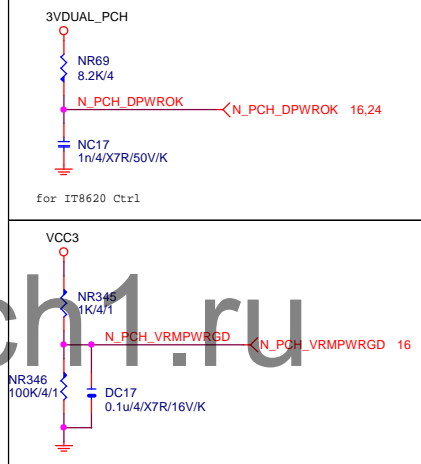 3VDUAL_PCH
NR69
8.2K/4
N_PCH_DPWROK
N_PCH_DPWROK 16,24
NC17
1n/4/X7R/50V/K
for IT8620 Ctrl
VCC3
NR345
1K/4/1
N_PCH_VRMPWRGD
N_PCH_VRMPWRGD 16
NR346
100K/4/1
DC17
0.1u/4/X7R/16V/K
ch1.ru